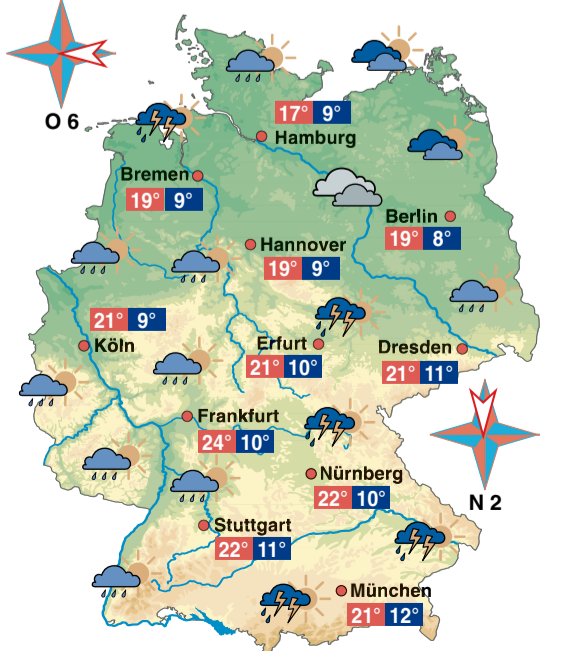 O 6
17° 9°
Hamburg
Bremen
19° 9°
Berlin
19° 8°
Hannover
19° 9°
21° 9°
Köln
Erfurt
21° 10°
Dresden
21° 11°
Frankfurt
24° 10°
Nürnberg
22° 10°
N 2
Stuttgart
22° 11°
München
21° 12°